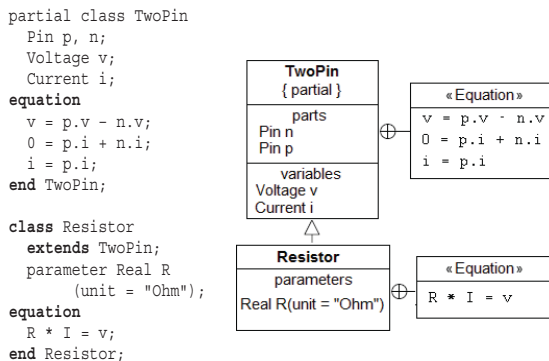 partial class TwoPin
Pin p, n;
Voltage v;
Current i;
equation
v = p.v - n.v;
0 = p.i + n.i;
i = p.i;
end TwoPin;
class Resistor
extends TwoPin;
parameter Real R
(unit = "Ohm");
equation
R * I = v;
end Resistor;
TwoPin
{ partial }
parts
Pin n
Pin p
variables
Voltage v
Current i
«Equation»
v = p.v - n.v
0 = p.i + n.i
i = p.i
Resistor
parameters
Real R(unit = "Ohm")
«Equation»
R * I = v